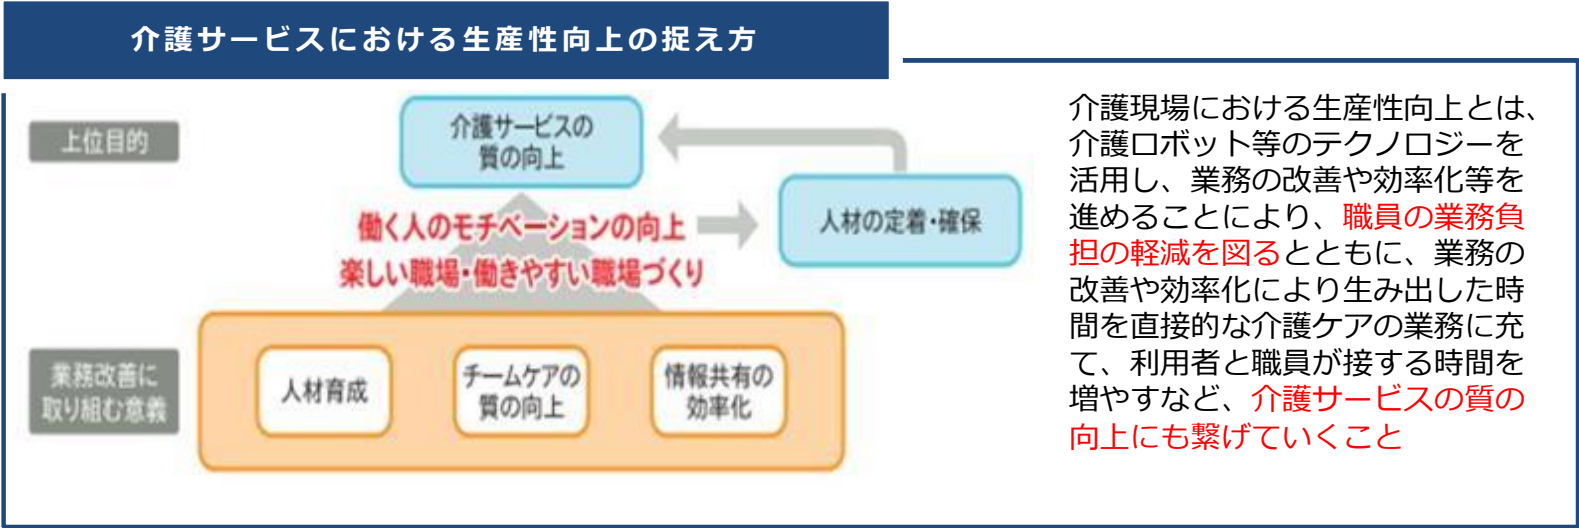 介護サービスにおける生産性向上の捉え方
上位目的
介護サービスの
質の向上
働く人のモチベーションの向上
楽しい職場・働きやすい職場づくり
人材の定着・確保
業務改善に
取り組む意義
人材育成
チームケアの
質の向上
情報共有の
効率化
介護現場における生産性向上とは、
介護ロボット等のテクノロジーを
活用し、業務の改善や効率化等を
進めることにより、職員の業務負
担の軽減を図るとともに、業務の
改善や効率化により生み出した時
間を直接的な介護ケアの業務に充
て、利用者と職員が接する時間を
増やすなど、介護サービスの質の
向上にも繋げていくこと